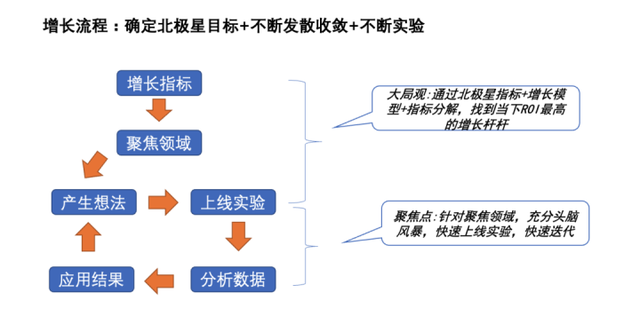 增长流程：确定北极星目标+不断发散收敛+不断实验
增长指标
大局观:通过北极星指标+增长模
型+指标分解，找到当下ROI最高
的增长杆杆
聚焦领域
产生想法
上线实验
聚焦点:针对聚焦领域，充分头脑
风暴，快速上线实验，快速迭代
应用结果
分析数据